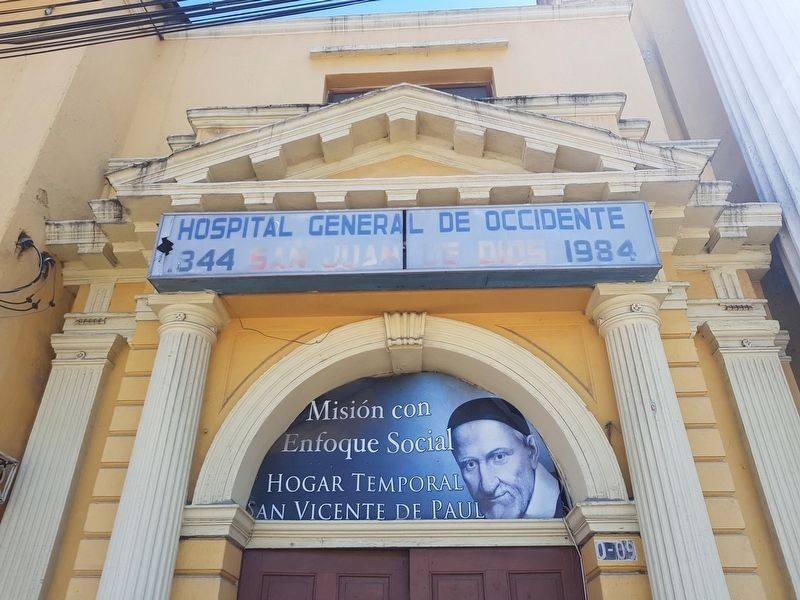 HOSPITAL GENERAL DE OCCIDENTE
844 SAN JUAN DE DIOS 1984
Misión con
Enfoque Social
HOGAR TEMPORAL
SAN VICENTE DE PAUL
0-09